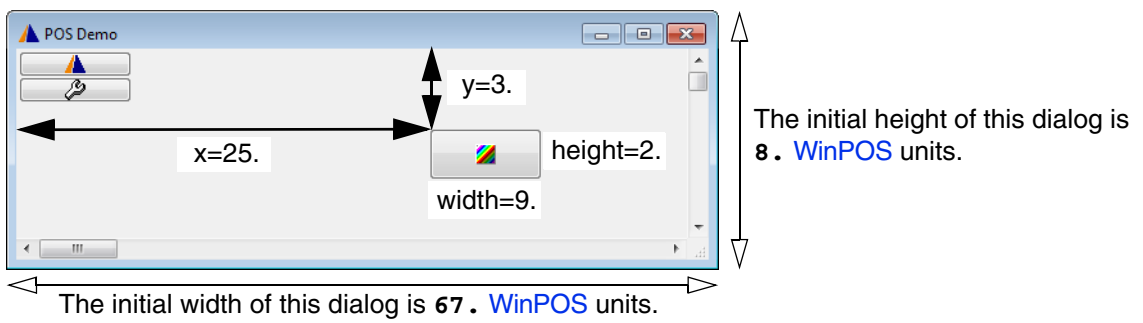 POS Demo
y=3.
x=25.
height=2.
width=9.
The initial height of this dialog is
8. WinPOS units.
The initial width of this dialog is 67. WinPOS units.